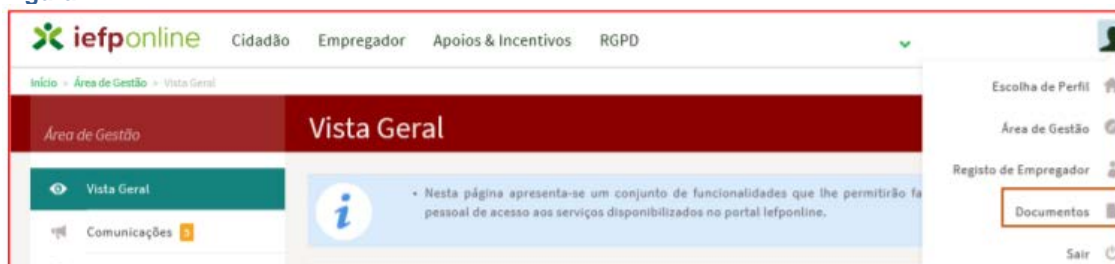 iefponline Cidadão Empregador Apoios & Incentivos RGPD
Início » Área de Gestão » Vista Geral
Escolha de Perfil
Área de Gestão
Vista Geral
Área de Gestão
Registo de Empregador
Vista Geral
• Nesta página apresenta-se um conjunto de funcionalidades que lhe permitirão fa
pessoal de acesso aos serviços disponibilizados no portal Iefponline.
Documentos
Comunicações
Sair